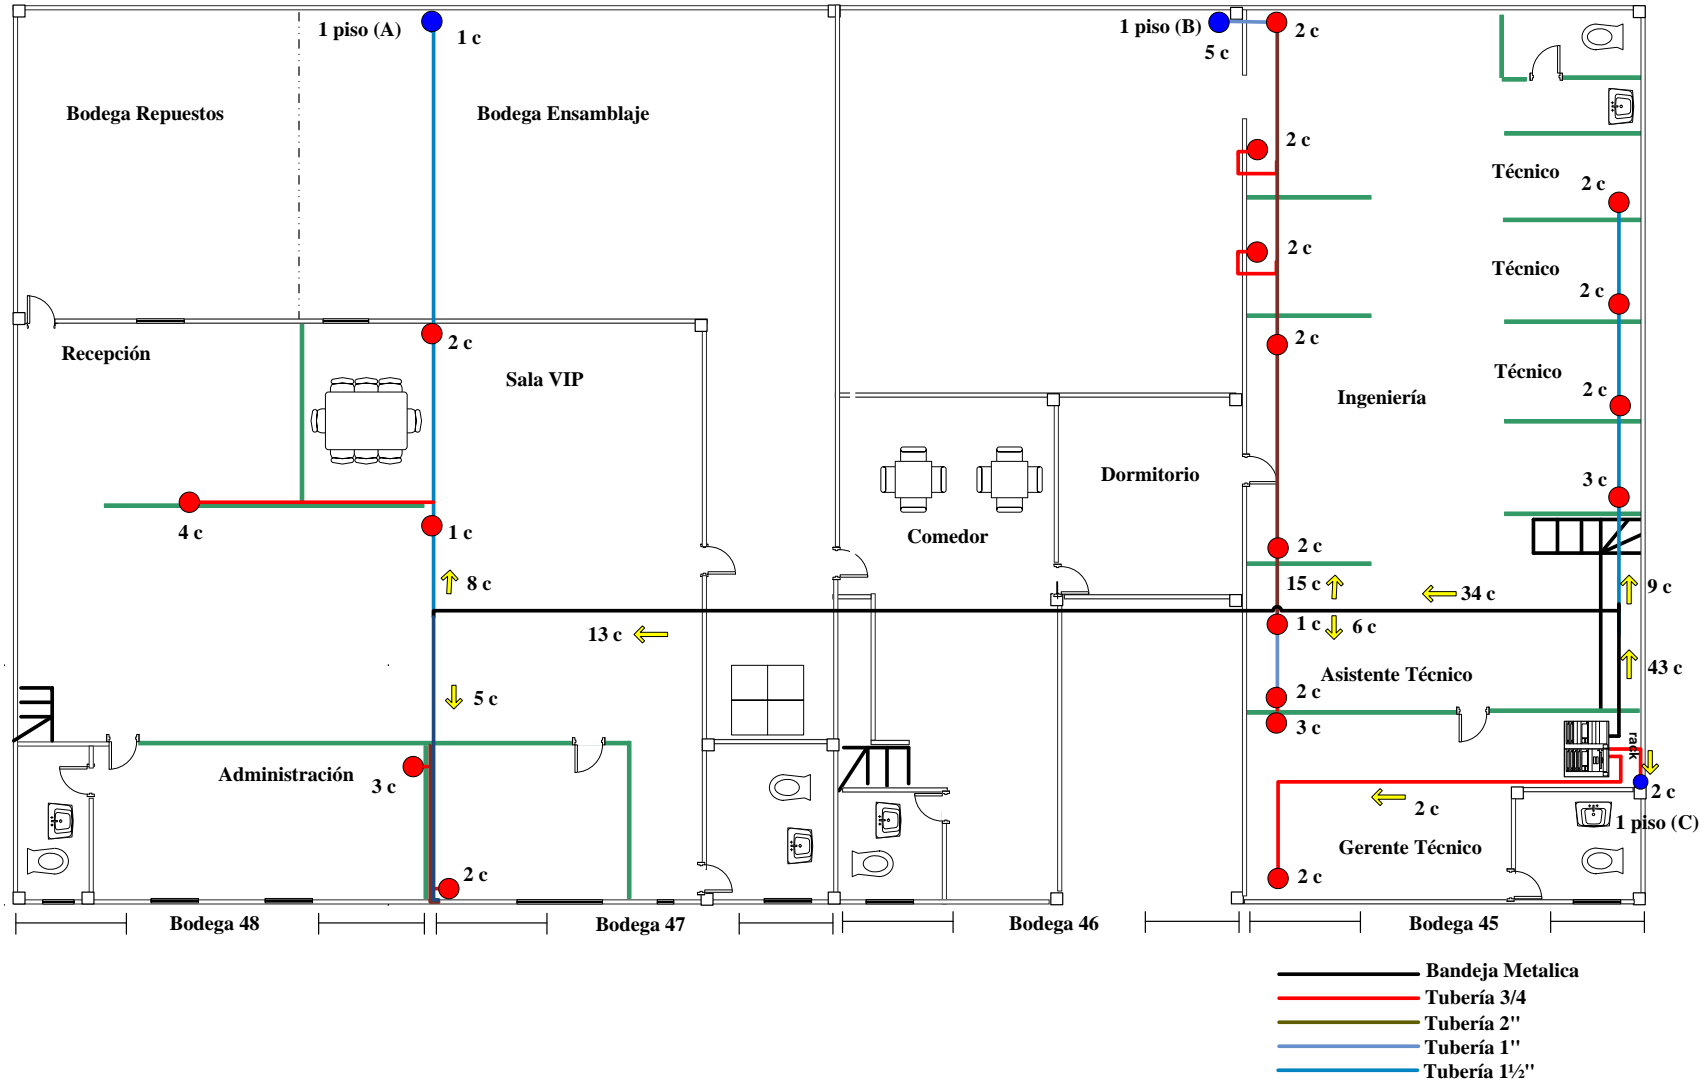 1 piso (A)
1 c
1 piso (B)
5 c
2 c
Bodega Repuestos
Bodega Ensamblaje
2 c
Técnico
2 c
2 c
Técnico
2 c
Recepción
2 c
Sala VIP
2 c
Técnico
2 c
Ingeniería
Dormitorio
3 c
4 c
1 c
Comedor
2 c
8 c
15 c
34 c
9 c
13 c
1 c
6 c
5 c
Asistente Técnico
43 c
2 c
3 c
rack
Administración
3 c
2 c
2 c
1 piso (C)
Gerente Técnico
2 c
2 c
Bodega 48
Bodega 47
Bodega 46
Bodega 45
Bandeja Metalica
Tubería 3/4
Tubería 2"
Tubería 1"
Tubería 1½"